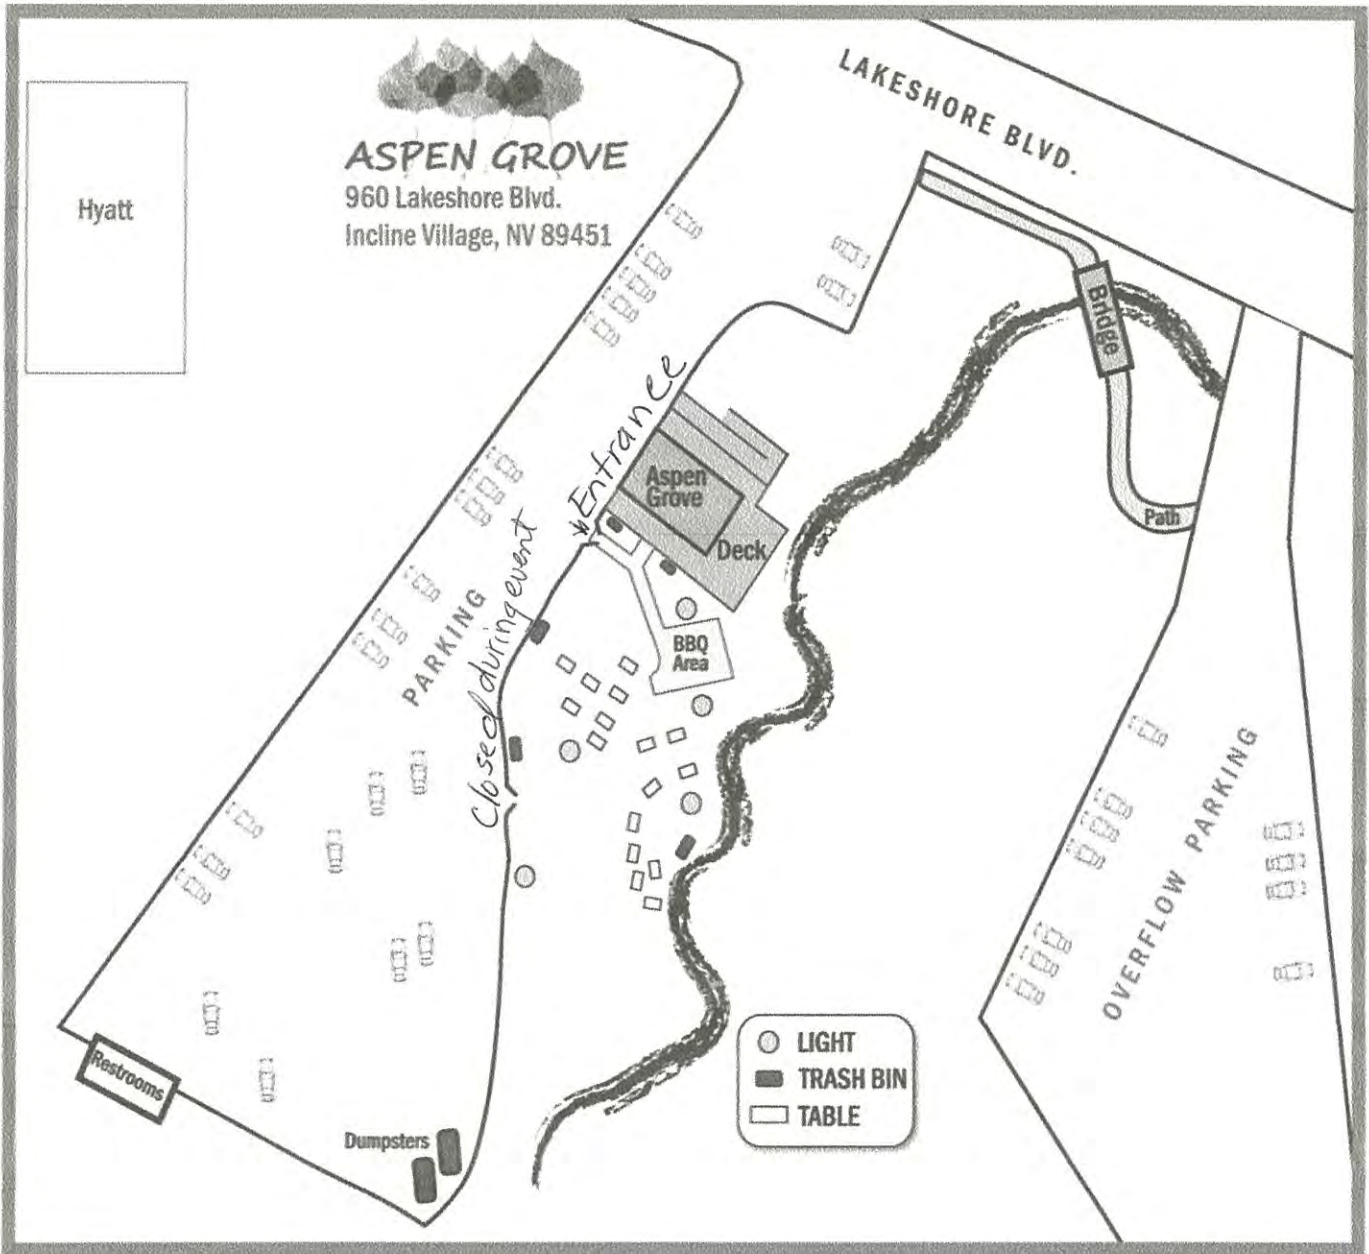 LAKESHORE BLVD.
ASPEN GROVE
960 Lakeshore Blvd.
Incline Village, NV 89451
Hyatt
Bridge
Entrance
Aspen
Grove
Deck
Path
Closed during event
PARKING
BBQ
Area
OVERFLOW PARKING
LIGHT
TRASH BIN
TABLE
Restrooms
Dumpsters